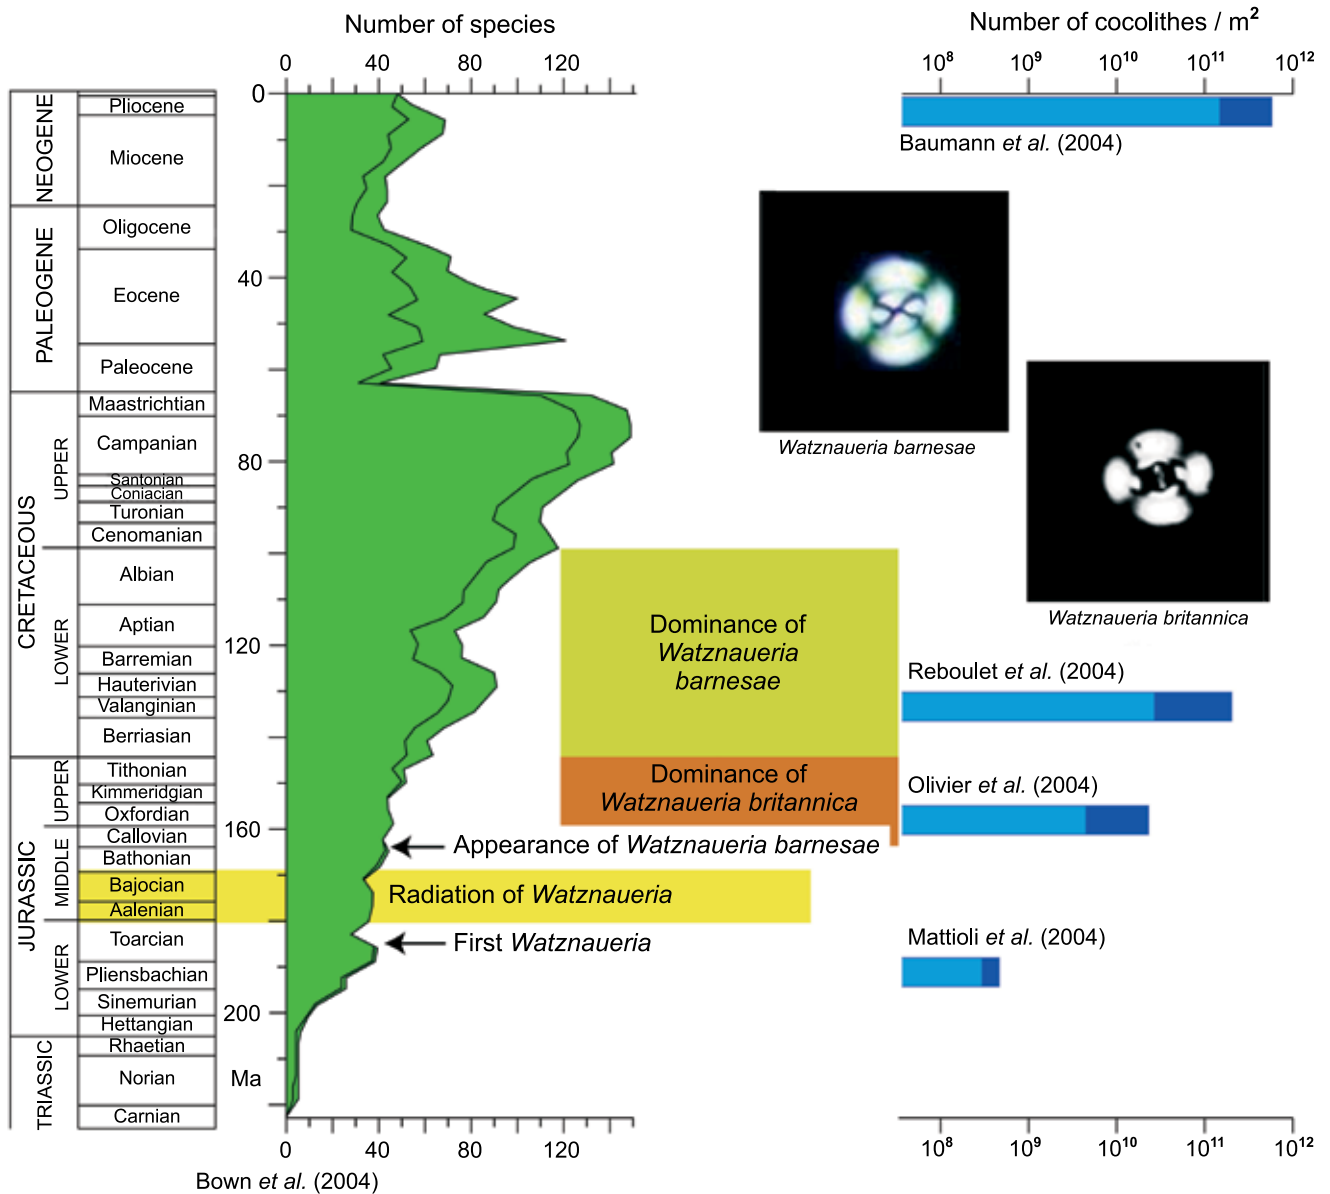 Number of species
Number of cocolithes / m²
0 40 80 120
10⁸ 10⁹ 10¹⁰ 10¹¹ 10¹²
NEOGENE
Pliocene
Miocene
PALEOGENE
Oligocene
Eocene
Paleocene
CRETACEOUS
UPPER
Maastrichtian
Campanian
Santonian
Coniacian
Turonian
Cenomanian
LOWER
Albian
Aptian
Barremian
Hauterivian
Valanginian
Berriasian
JURASSIC
UPPER
Tithonian
Kimmeridgian
Oxfordian
MIDDLE
Callovian
Bathonian
Bajocian
Aalenian
LOWER
Toarcian
Pliensbachian
Sinemurian
Hettangian
TRIASSIC
Rhaetian
Norian
Carnian
0
40
80
120
160
200
Ma
Baumann et al. (2004)
Watznaueria barnesae
Watznaueria britannica
Dominance of
Watznaueria
barnesae
Reboulet et al. (2004)
Dominance of
Watznaueria britannica
Olivier et al. (2004)
Appearance of Watznaueria barnesae
Radiation of Watznaueria
First Watznaueria
Mattioli et al. (2004)
0 40 80 120
10⁸ 10⁹ 10¹⁰ 10¹¹ 10¹²
Bown et al. (2004)